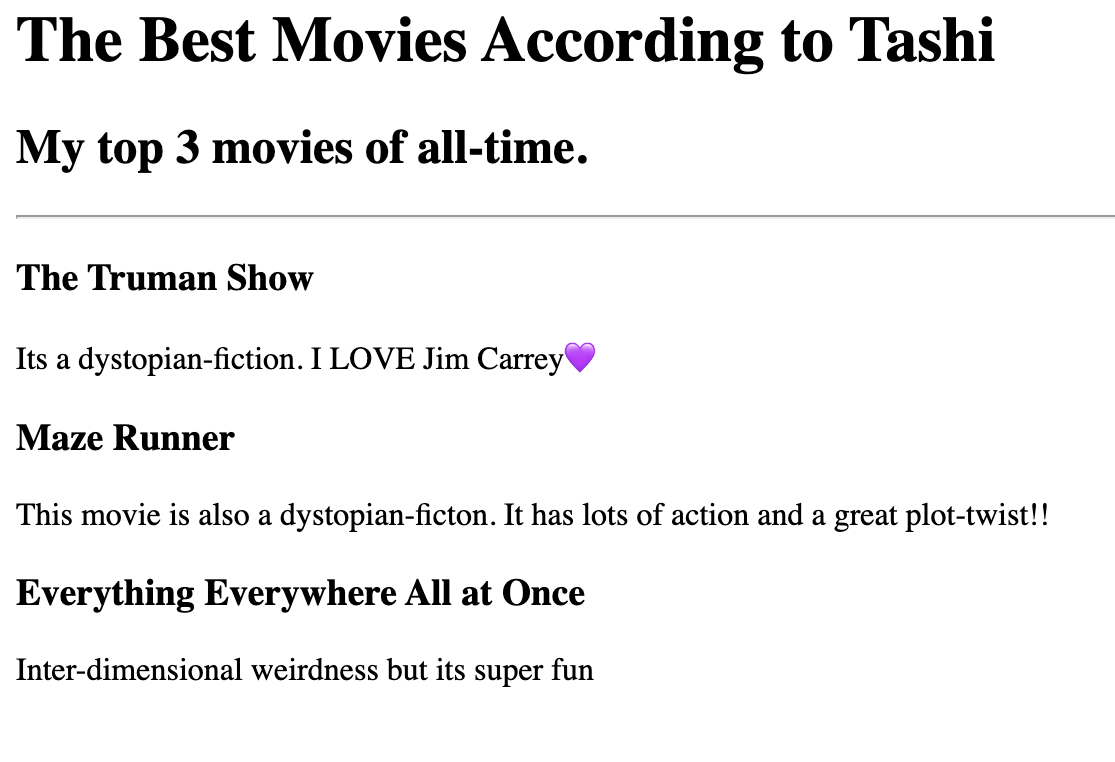 The Best Movies According to Tashi
My top 3 movies of all-time.
The Truman Show
Its a dystopian-fiction. I LOVE Jim Carrey💜
Maze Runner
This movie is also a dystopian-ficton. It has lots of action and a great plot-twist!!
Everything Everywhere All at Once
Inter-dimensional weirdness but its super fun